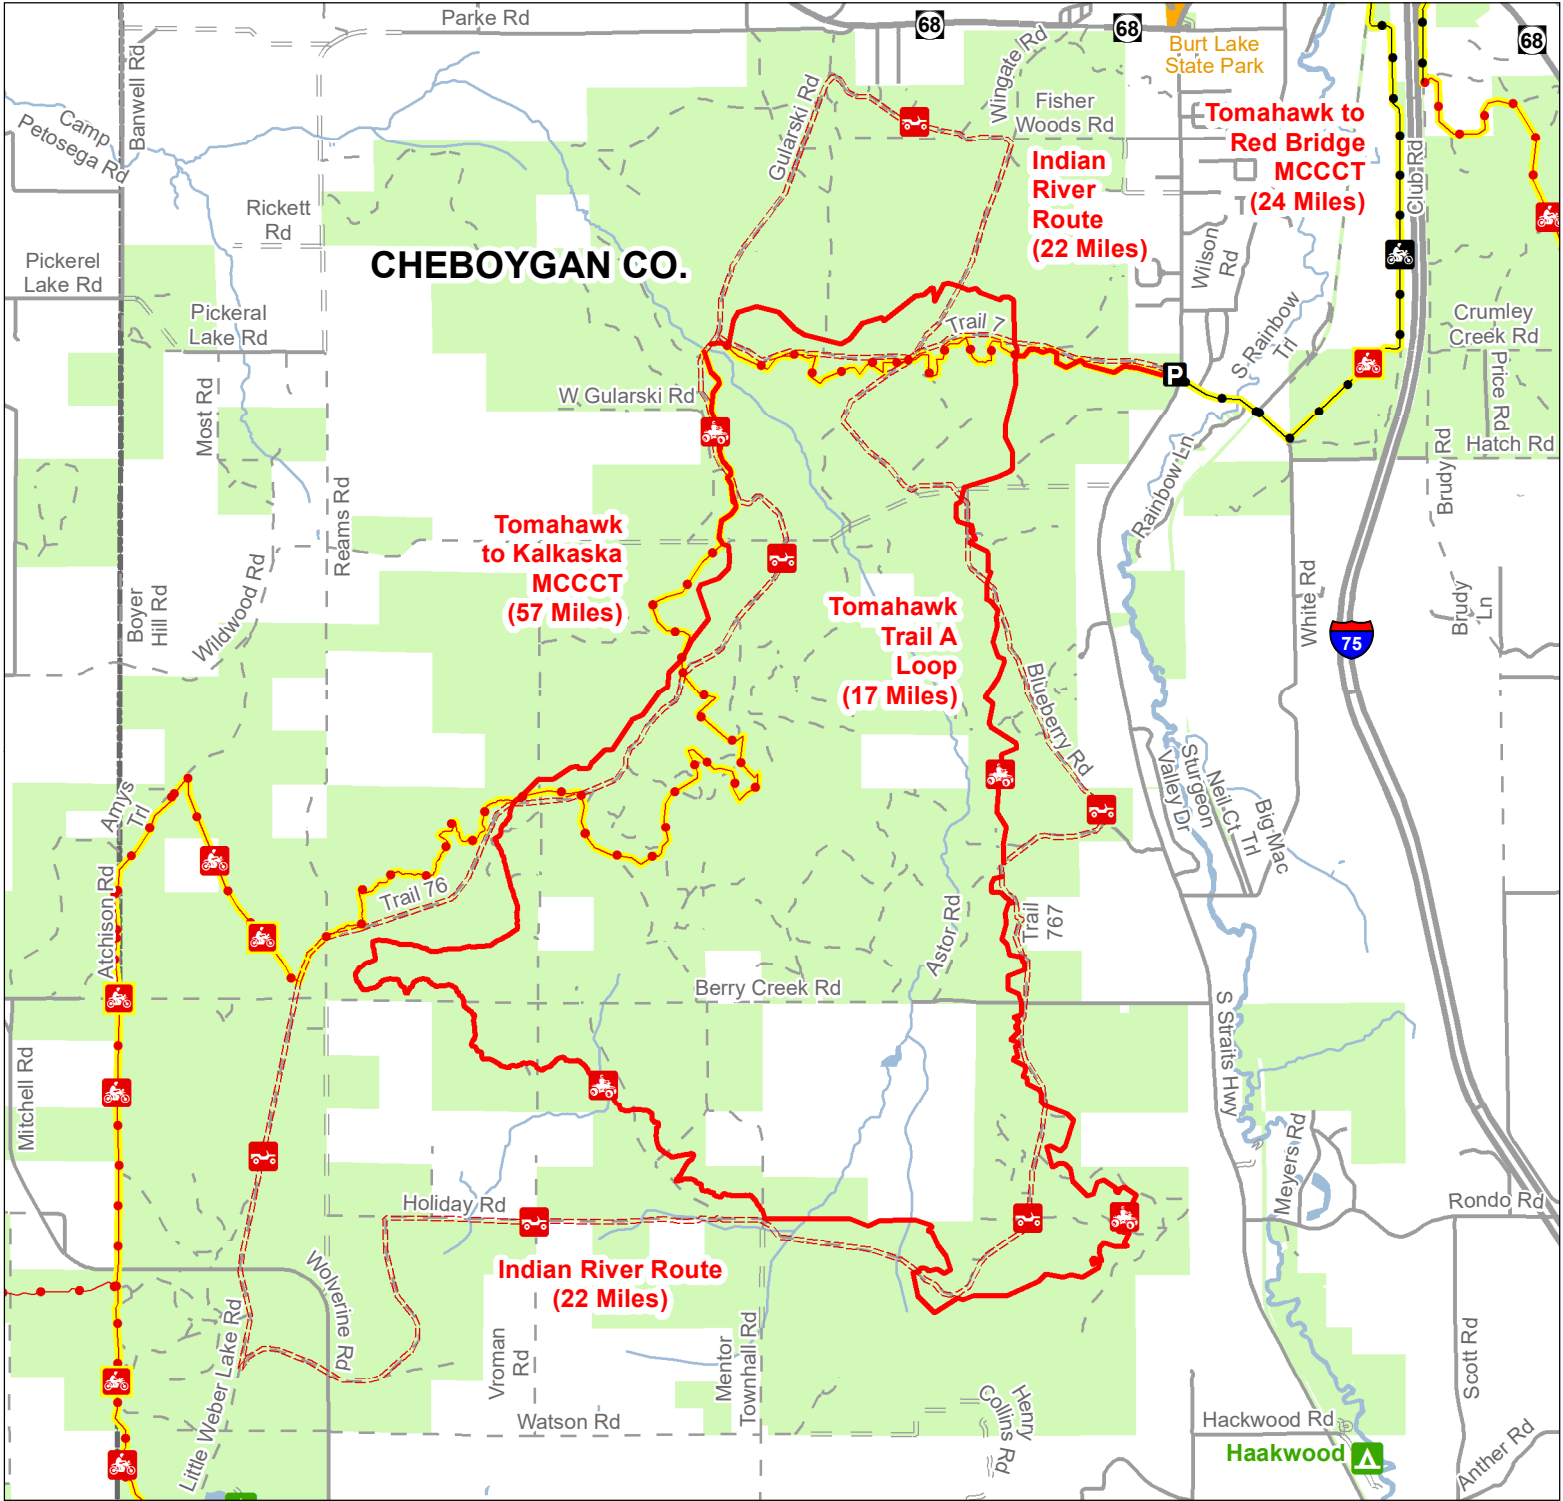 Parke Rd
68
68
68
Burt Lake
State Park
Banwell Rd
Camp
Petosega Rd
Gularski Rd
Wingate Rd
Fisher
Woods Rd
Tomahawk to
Red Bridge
MCCCT
(24 Miles)
Club Rd
Indian
River
Route
(22 Miles)
Rickett
Rd
CHEBOYGAN CO.
Pickerel
Lake Rd
Pickeral
Lake Rd
Wilson
Rd
S Rainbow
Trl
Crumley
Creek Rd
Trail 7
P
Price Rd
Most Rd
W Gularski Rd
Hatch Rd
Brudy Rd
Rainbow Ln
Reams Rd
Tomahawk
to Kalkaska
MCCCT
(57 Miles)
Boyer
Hill Rd
Wildwood Rd
Tomahawk
Trail A
Loop
(17 Miles)
White Rd
75
Brudy
Ln
Blueberry Rd
Amys
Trl
Valley Dr
Sturgeon
Neil Ct
Trl
Big Mac
Trail 76
Atchison Rd
Astor Rd
Trail
767
Berry Creek Rd
S Straits Hwy
Mitchell Rd
Meyers Rd
Holiday Rd
Rondo Rd
Indian River Route
(22 Miles)
Wolverine Rd
Little Weber Lake Rd
Vroman
Rd
Mentor
Townhall Rd
Scott Rd
Watson Rd
Henry
Collins Rd
Hackwood Rd
Haakwood
Anther Rd